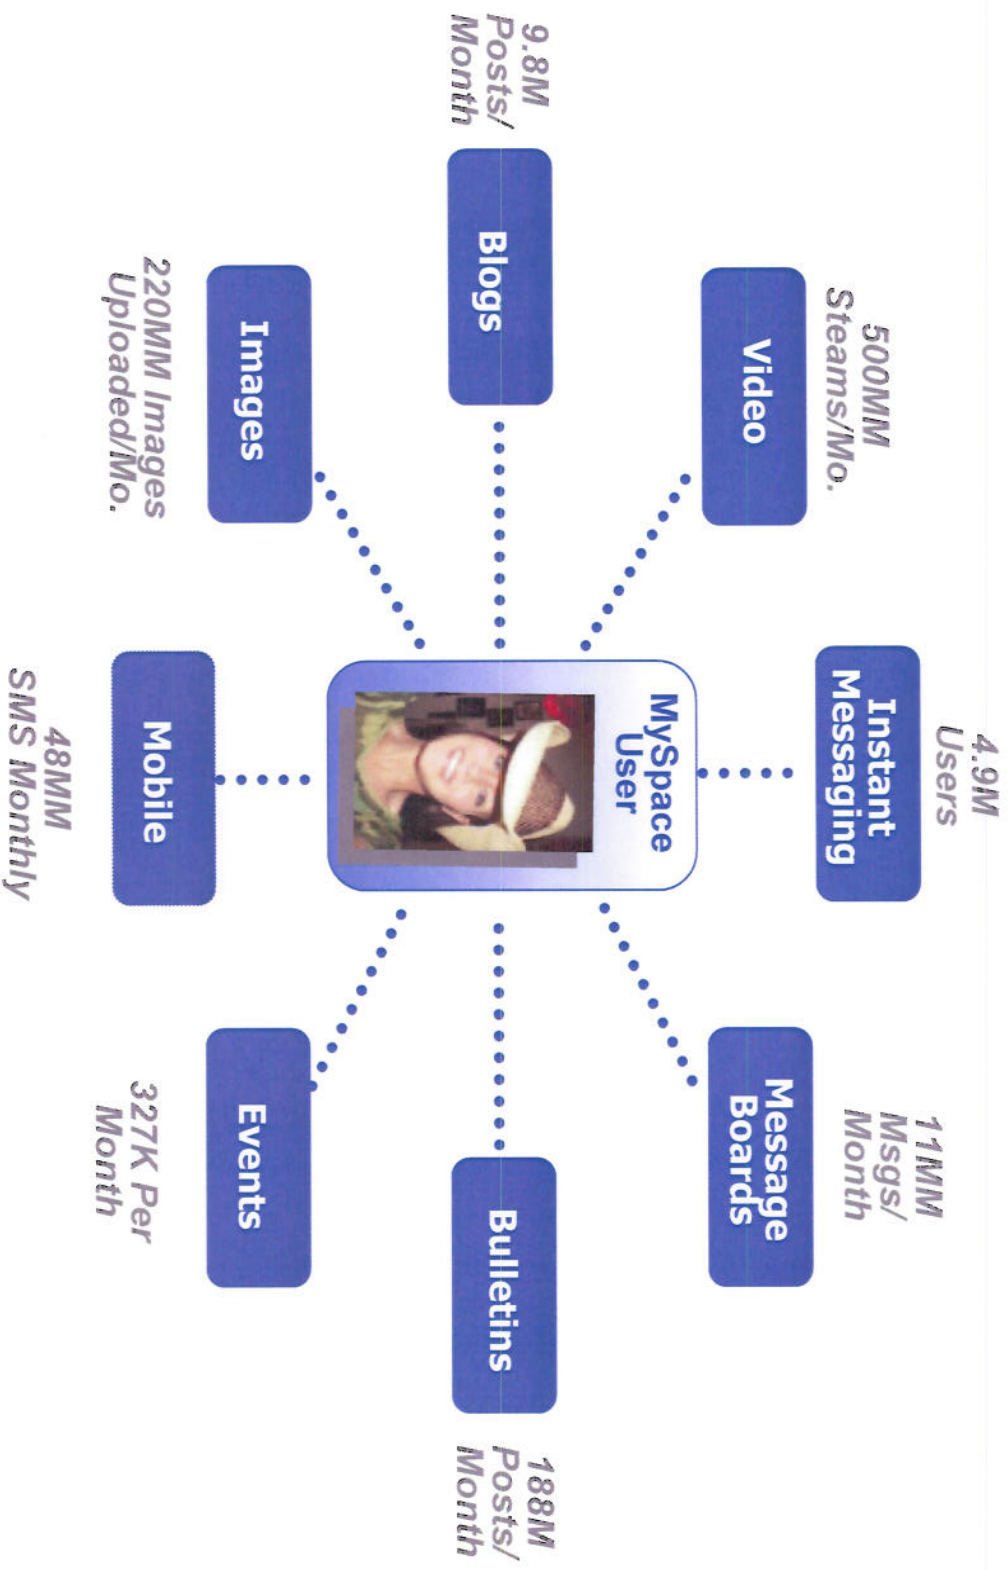 4.9M
Users
Instant
Messaging
500MM
Steams/Mo.
Video
11MM
Msgs/
Month
Message
Boards
9.8M
Posts/
Month
Blogs
MySpace
User
Bulletins
188M
Posts/
Month
Images
220MM Images
Uploaded/Mo.
Mobile
48MM
SMS Monthly
Events
327K Per
Month